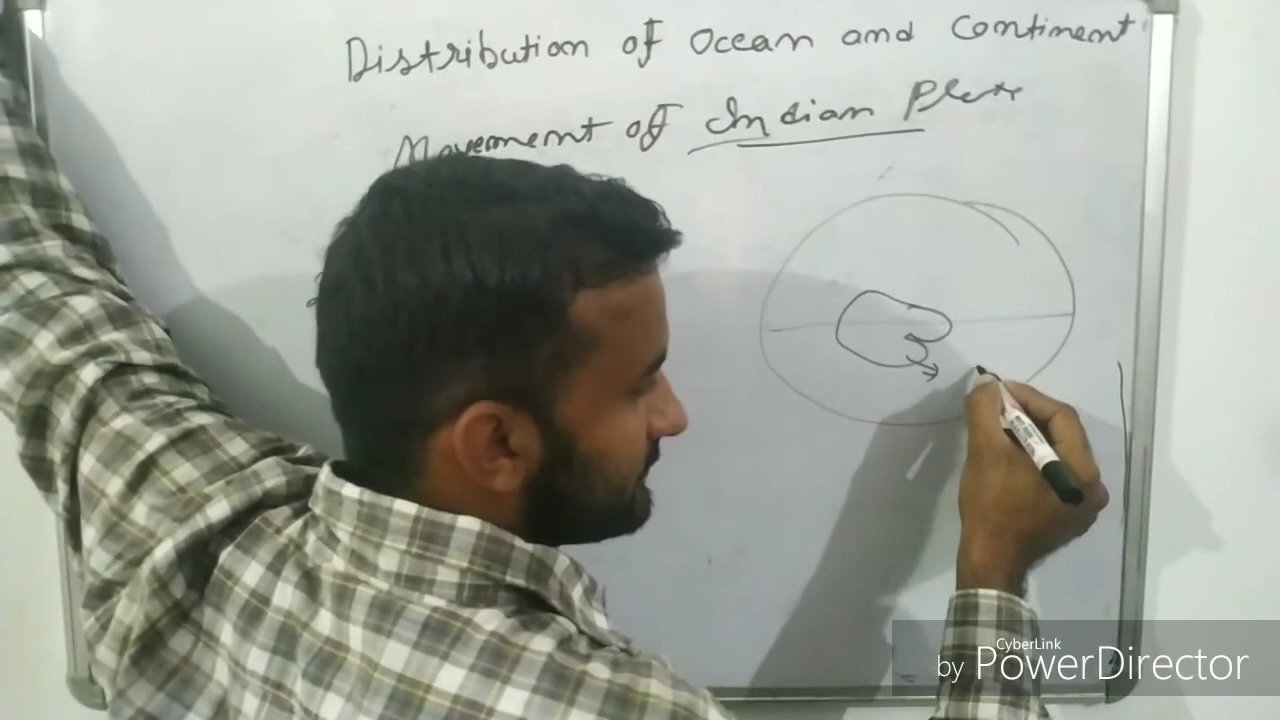 Distribution of Ocean and Continent
Movement of Indian Plate
CyberLink
by PowerDirector